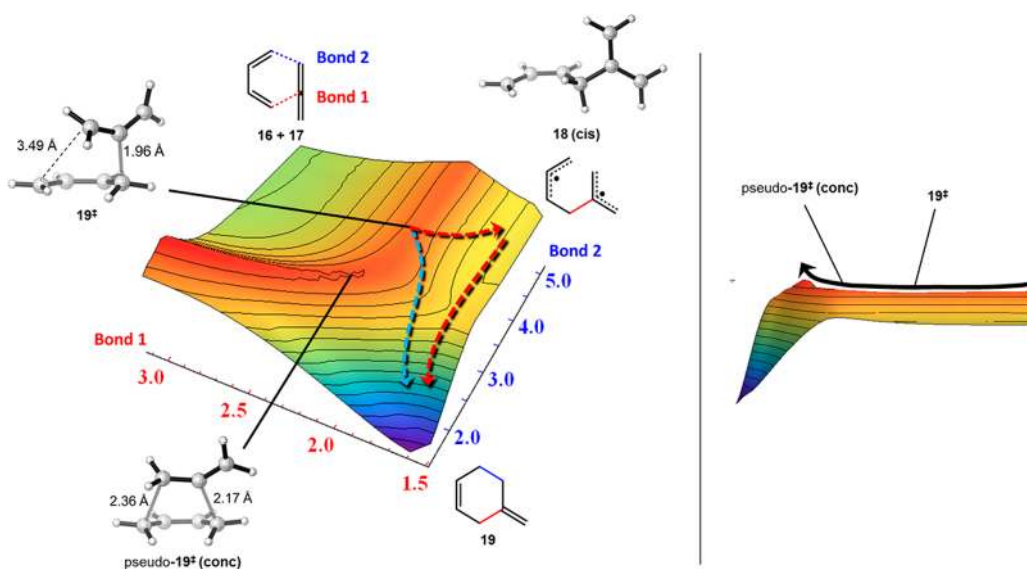 Bond 2
Bond 1
16 + 17
18 (cis)
3.49 Å
1.96 Å
19‡
Bond 2
5.0
4.0
3.0
2.0
Bond 1
3.0
2.5
2.0
1.5
2.36 Å
2.17 Å
pseudo-19‡ (conc)
19
pseudo-19‡ (conc)
19‡